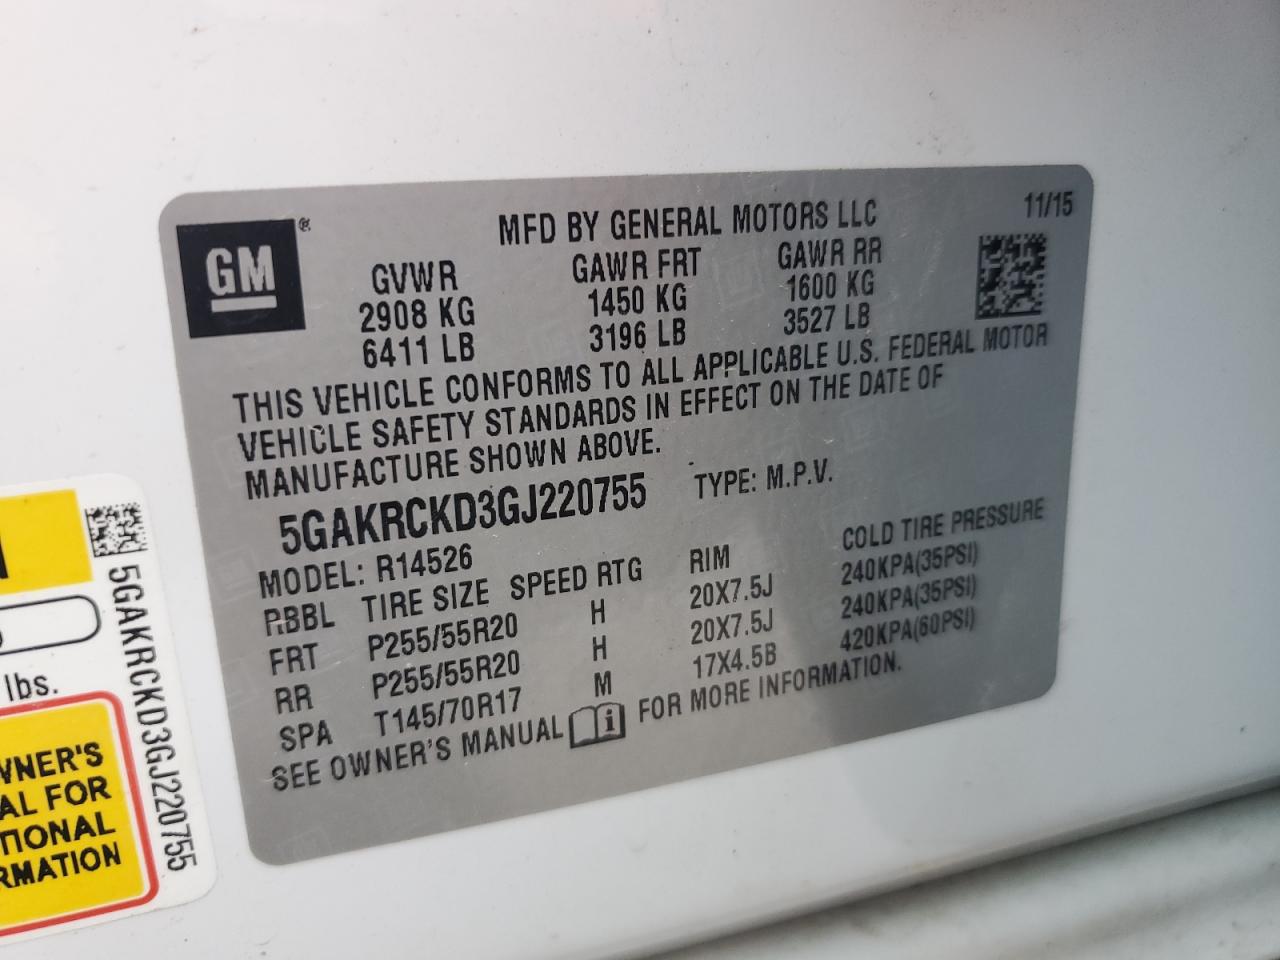 GM®
MFD BY GENERAL MOTORS LLC 11/15
GVWR GAWR FRT GAWR RR
2908 KG 1450 KG 1600 KG
6411 LB 3196 LB 3527 LB
THIS VEHICLE CONFORMS TO ALL APPLICABLE U.S. FEDERAL MOTOR
VEHICLE SAFETY STANDARDS IN EFFECT ON THE DATE OF
MANUFACTURE SHOWN ABOVE.
5GAKRCKD3GJ220755 TYPE: M.P.V.
MODEL: R14526
TIRE SIZE SPEED RTG RIM COLD TIRE PRESSURE
FRT P255/55R20 H 20X7.5J 240KPA(35PSI)
RR P255/55R20 H 20X7.5J 240KPA(35PSI)
SPA T145/70R17 M 17X4.5B 420KPA(60PSI)
SEE OWNER'S MANUAL i FOR MORE INFORMATION.
5GAKRCKD3GJ220755
lbs.
WNER'S
AL FOR
TIONAL
RMATION